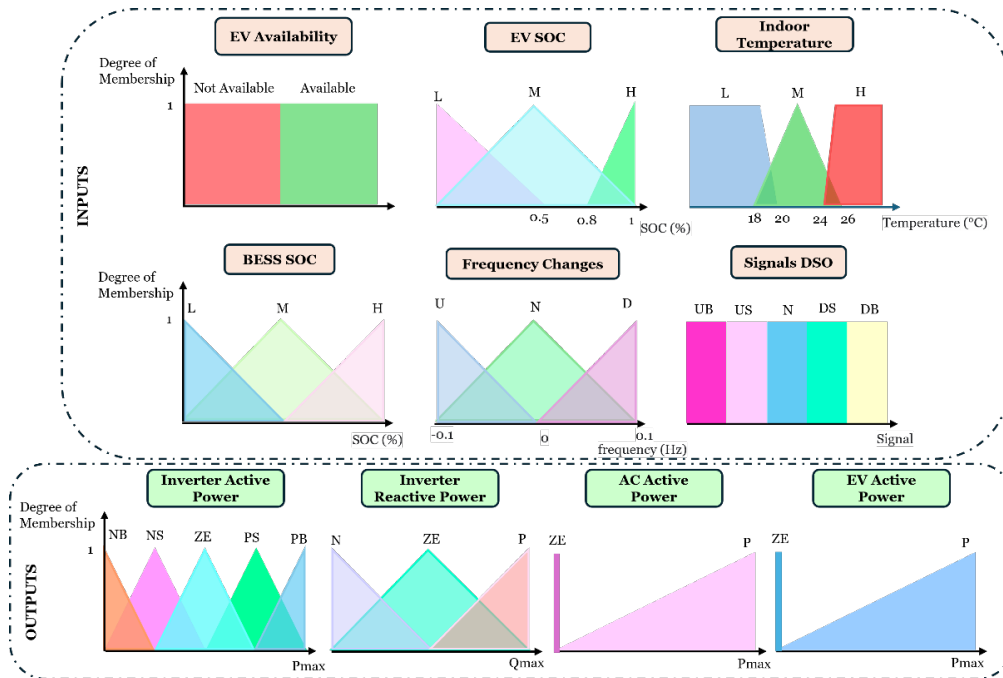 EV Availability
EV SOC
Indoor
Temperature
Degree of
Membership
1
Not Available
Available
L
M
H
0.5
0.8
1
SOC (%)
L
M
H
18
20
24
26
Temperature (°C)
INPUTS
BESS SOC
Frequency Changes
Signals DSO
Degree of
Membership
1
L
M
H
SOC (%)
U
N
D
-0.1
0
0.1
frequency (Hz)
UB
US
N
DS
DB
Signal
Inverter Active
Power
Inverter
Reactive Power
AC Active
Power
EV Active
Power
Degree of
Membership
1
NB
NS
ZE
PS
PB
Pmax
N
ZE
P
Qmax
ZE
P
Pmax
ZE
P
Pmax
OUTPUTS